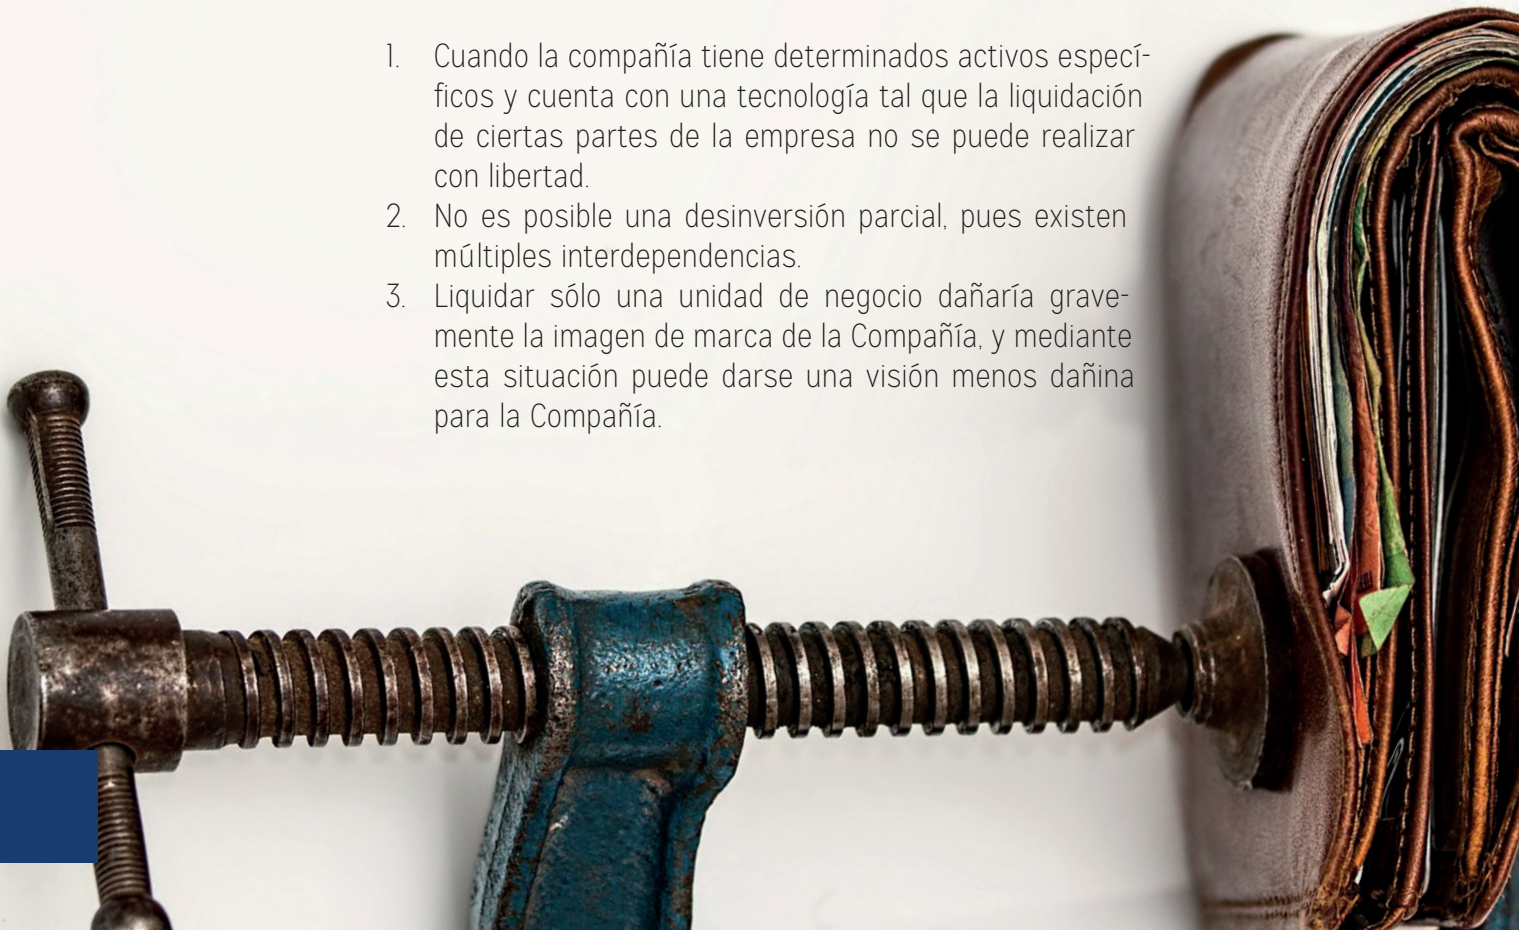 1. Cuando la compañía tiene determinados activos especí-
ficos y cuenta con una tecnología tal que la liquidación
de ciertas partes de la empresa no se puede realizar
con libertad.
2. No es posible una desinversión parcial, pues existen
múltiples interdependencias.
3. Liquidar sólo una unidad de negocio dañaría grave-
mente la imagen de marca de la Compañía, y mediante
esta situación puede darse una visión menos dañina
para la Compañía.